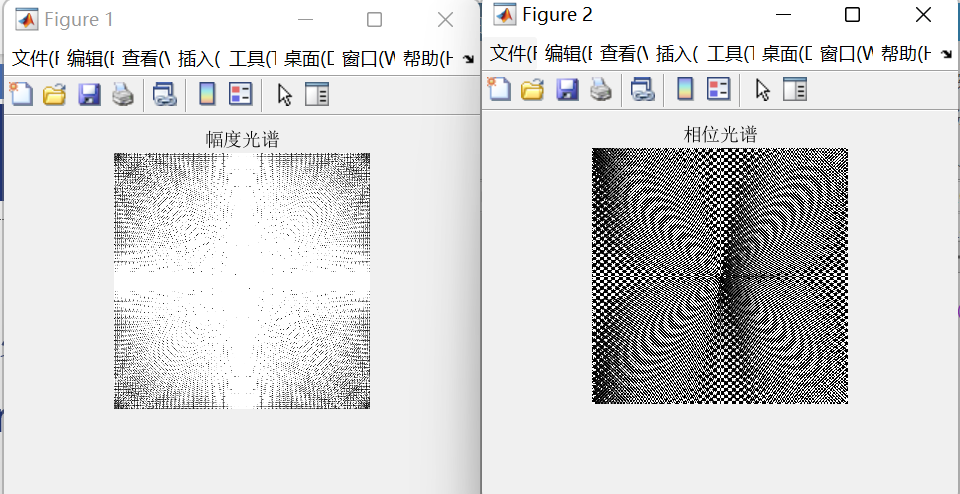 Figure 1
文件(F 编辑(E 查看(V 插入( 工具(T 桌面(D 窗口(W 帮助(H
幅度光谱
Figure 2
文件(F 编辑(E 查看(V 插入( 工具(T 桌面(D 窗口(W 帮助(H
相位光谱